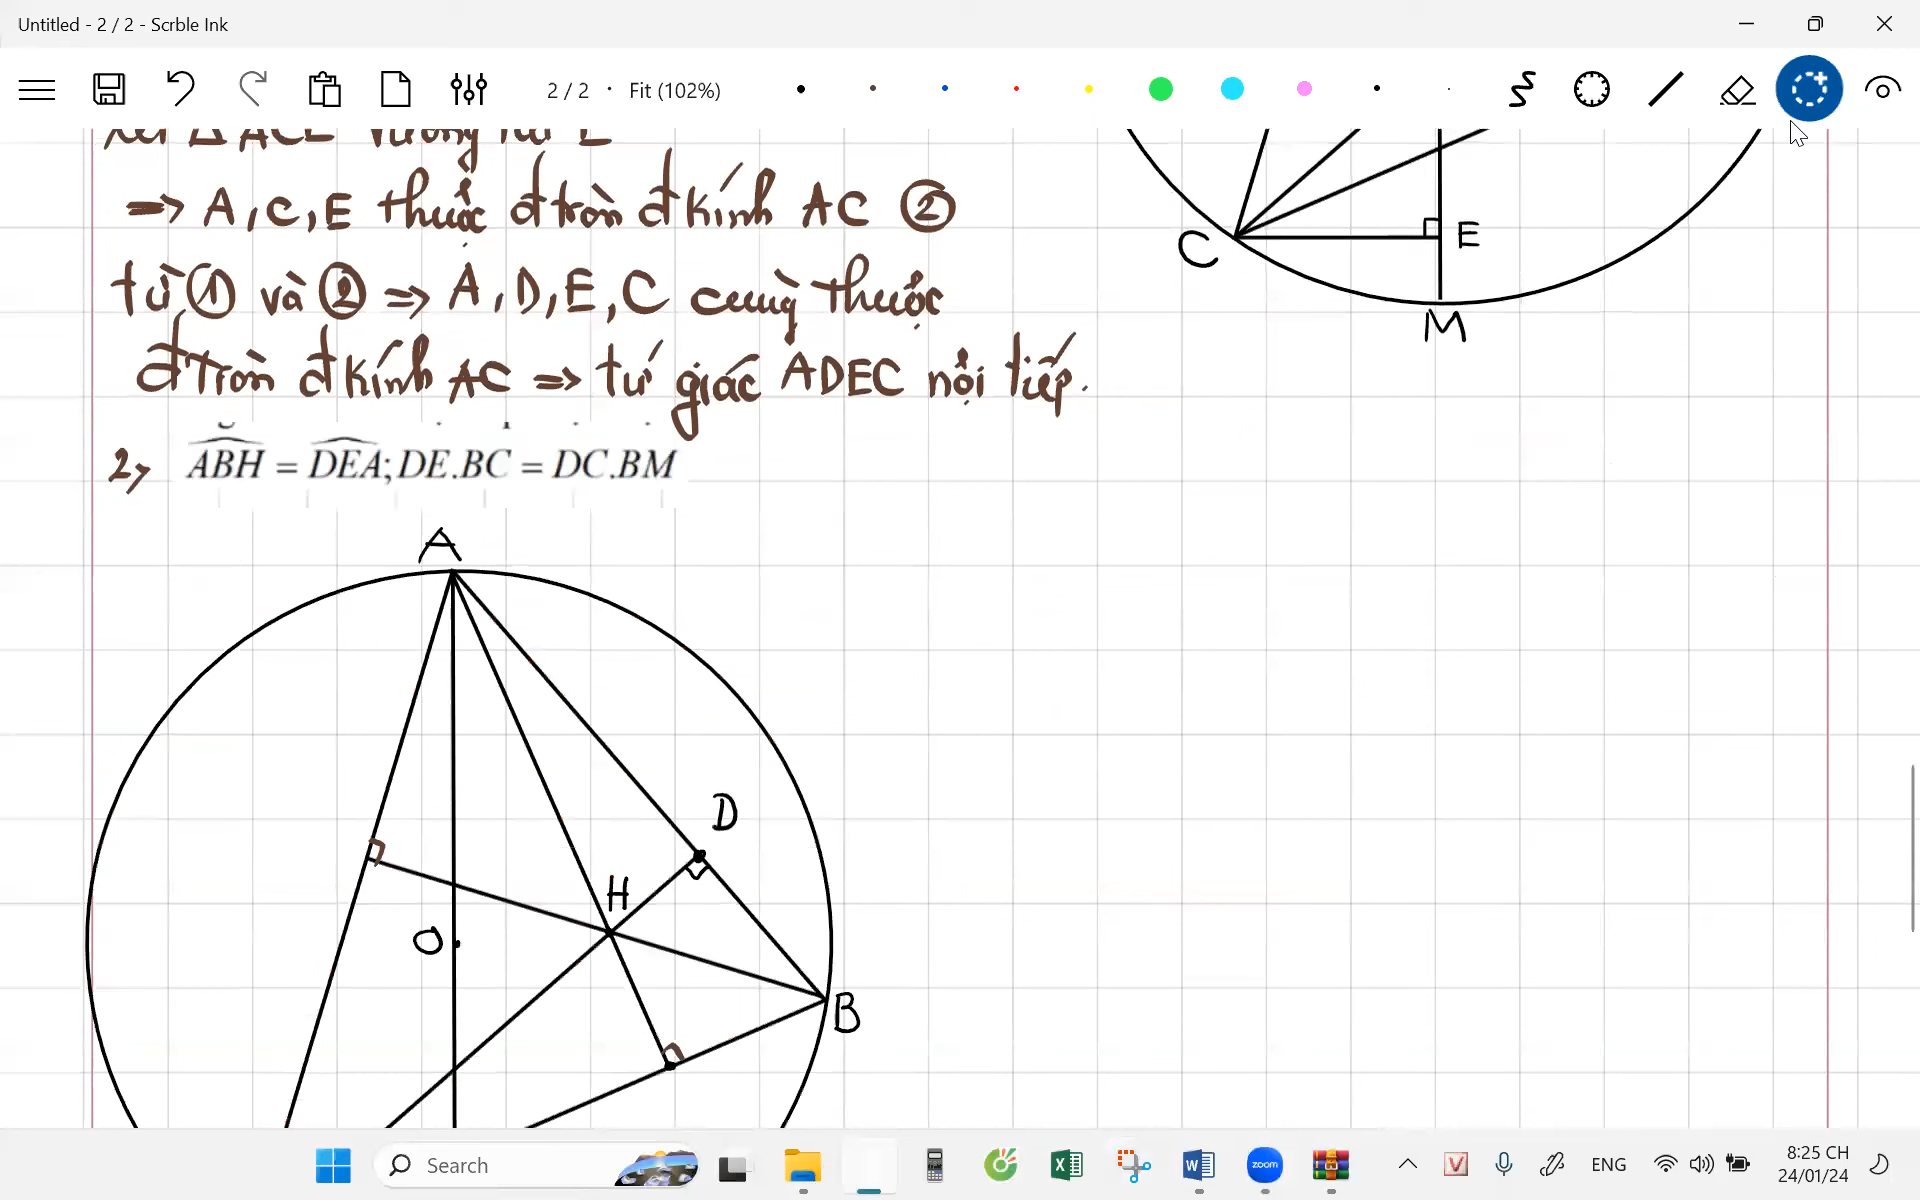 Untitled - 2 / 2 - Scrble Ink
2 / 2 · Fit (102%)
=> A, C, E thuộc đ tròn đ kính AC ②
từ ① và ② => A, D, E, C cùng thuộc
đ tròn đ kính AC => tứ giác ADEC nội tiếp.
2, ABH = DEA; DE.BC = DC.BM
C
E
M
A
D
H
O
B
Search
zoom
ENG
8:25 CH
24/01/24